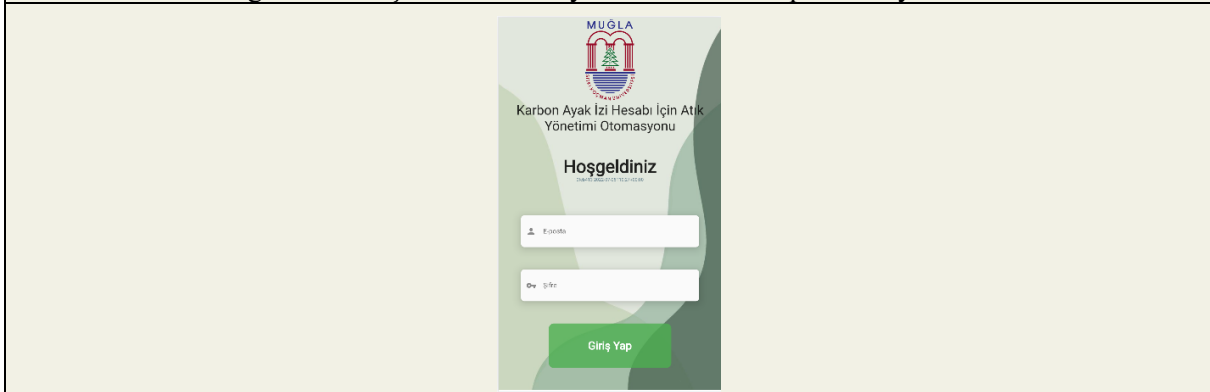 MUĞLA
Karbon Ayak İzi Hesabı İçin Atık
Yönetimi Otomasyonu
Hoşgeldiniz
E-posta
Şifre
Giriş Yap